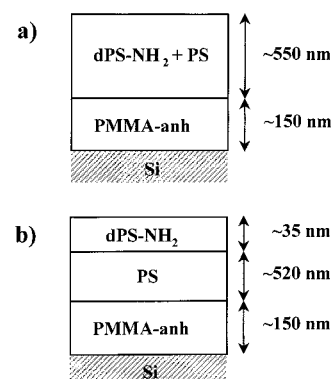 a)
dPS-NH₂ + PS
~550 nm
PMMA-anh
~150 nm
Si
b)
dPS-NH₂
~35 nm
PS
~520 nm
PMMA-anh
~150 nm
Si